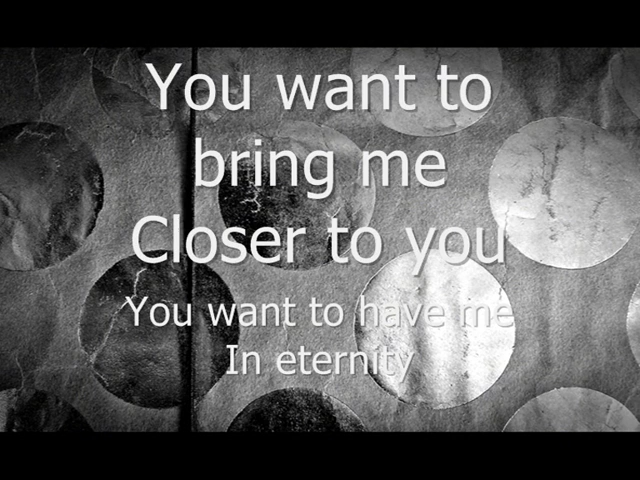 You want to
bring me
Closer to you
You want to have me
In eternity